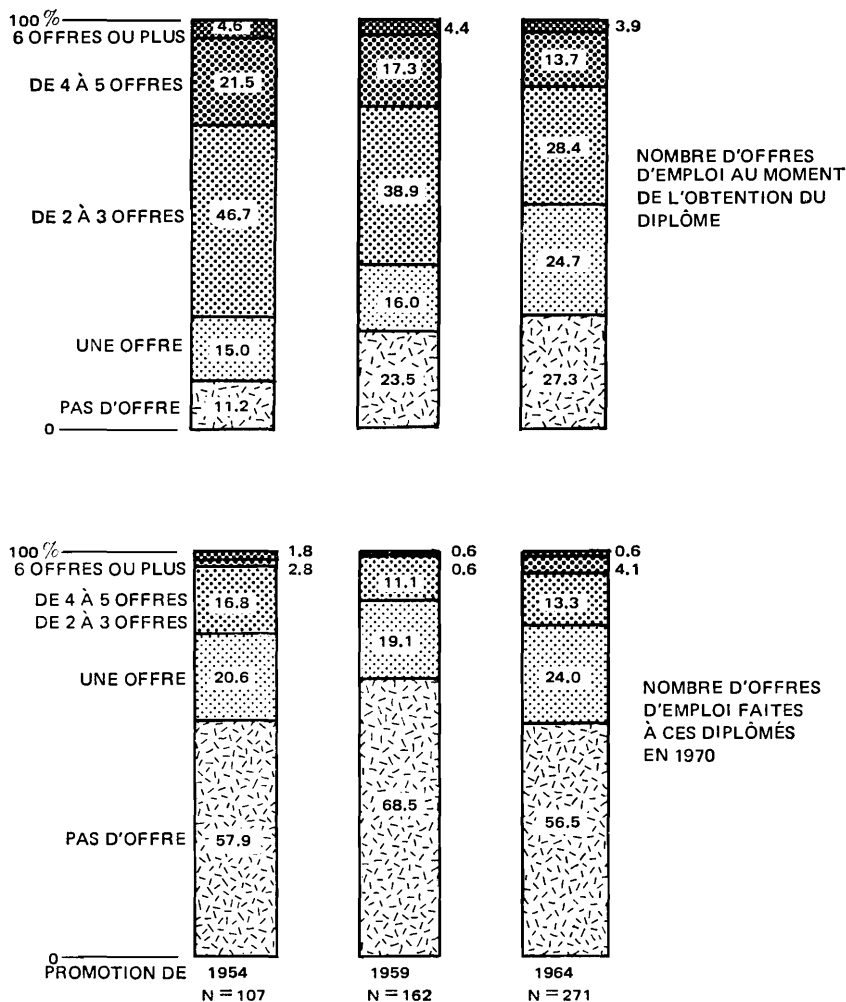 100 %
6 OFFRES OU PLUS
4.6
4.4
3.9
DE 4 À 5 OFFRES
21.5
17.3
13.7
DE 2 À 3 OFFRES
46.7
38.9
28.4
NOMBRE D'OFFRES
D'EMPLOI AU MOMENT
DE L'OBTENTION DU
DIPLÔME
UNE OFFRE
15.0
16.0
24.7
PAS D'OFFRE
11.2
23.5
27.3
0
100 %
6 OFFRES OU PLUS
1.8
2.8
0.6
0.6
0.6
4.1
DE 4 À 5 OFFRES
DE 2 À 3 OFFRES
16.8
11.1
13.3
UNE OFFRE
20.6
19.1
24.0
NOMBRE D'OFFRES
D'EMPLOI FAITES
À CES DIPLÔMÉS
EN 1970
PAS D'OFFRE
57.9
68.5
56.5
0
PROMOTION DE 1954 1959 1964
N = 107 N = 162 N = 271